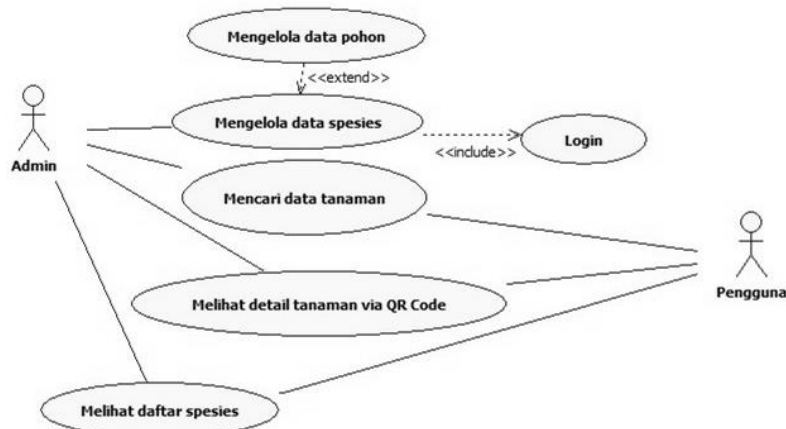 Mengelola data pohon
<<extend>>
Mengelola data spesies
Login
<<include>>
Admin
Mencari data tanaman
Melihat detail tanaman via QR Code
Pengguna
Melihat daftar spesies